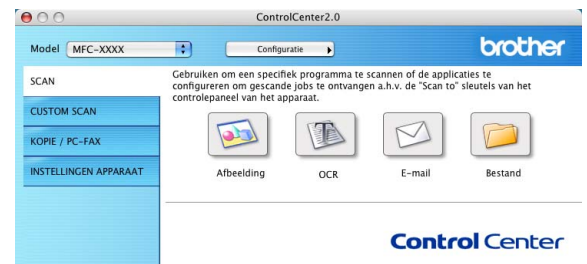 ControlCenter2.0
Model MFC-XXXX Configuratie brother
SCAN
Gebruiken om een specifiek programma te scannen of de applicaties te
configureren om gescande jobs te ontvangen a.h.v. de "Scan to" sleutels van het
controlepaneel van het apparaat.
CUSTOM SCAN
KOPIE / PC-FAX
INSTELLINGEN APPARAAT
Afbeelding OCR E-mail Bestand
Control Center